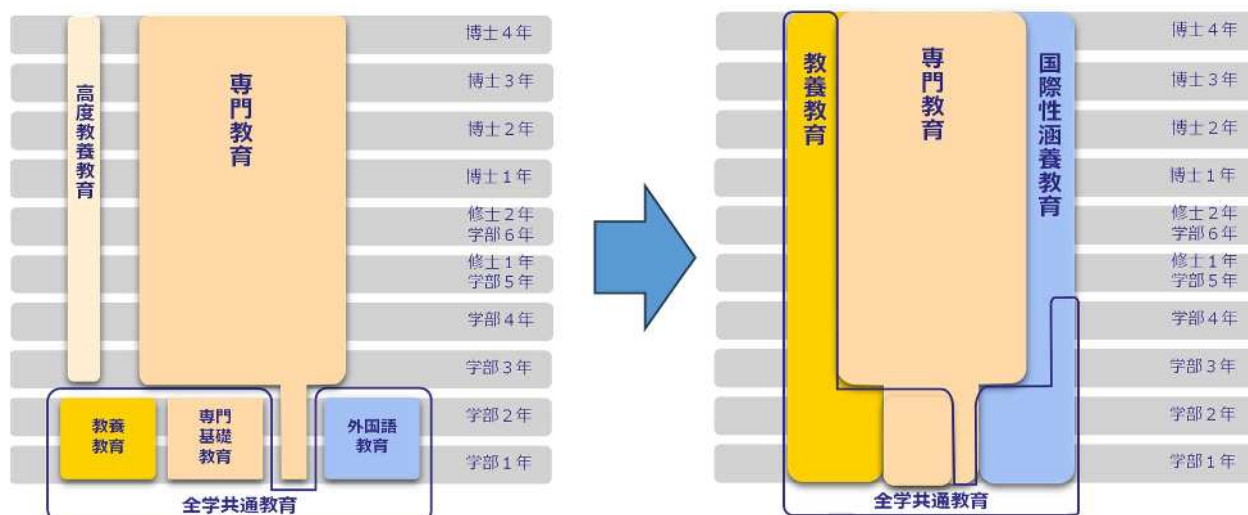 博士4年
博士3年
博士2年
博士1年
修士2年
学部6年
修士1年
学部5年
学部4年
学部3年
学部2年
学部1年
高度教養教育
専門教育
教養
教育
専門
基礎
教育
外国語
教育
全学共通教育
博士4年
博士3年
博士2年
博士1年
修士2年
学部6年
修士1年
学部5年
学部4年
学部3年
学部2年
学部1年
教養教育
専門教育
国際性涵養教育
全学共通教育